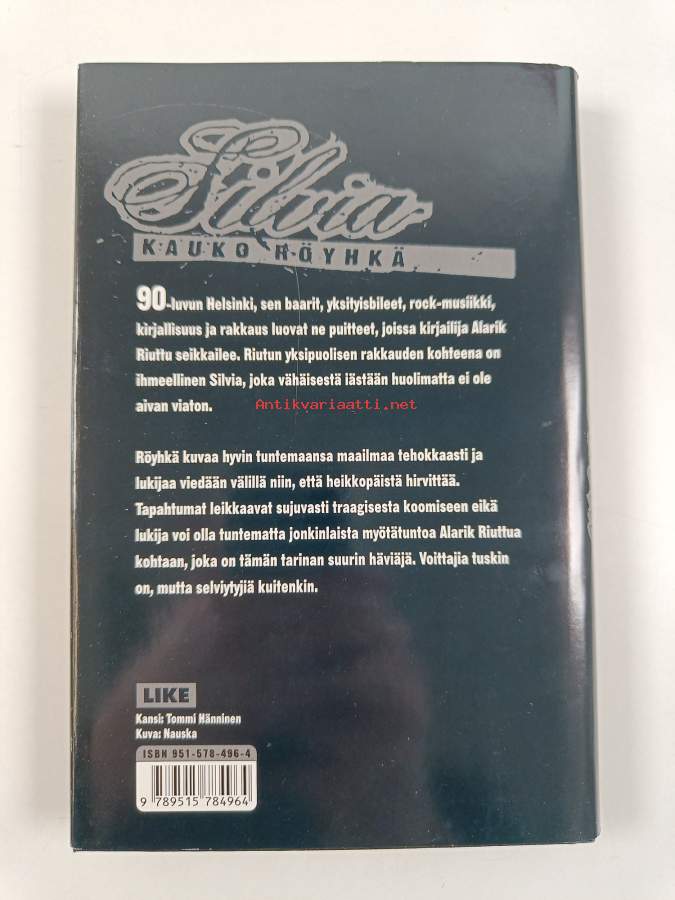 Silvia
KAUKO RÖYHKÄ
90-luvun Helsinki, sen baarit, yksityisbileet, rock-musiikki,
kirjallisuus ja rakkaus luovat ne puitteet, joissa kirjailija Alarik
Riuttu seikkailee. Riutun yksipuolisen rakkauden kohteena on
ihmeellinen Silvia, joka vähäisestä iästään huolimatta ei ole
aivan viaton.
Antikvariaatti.net
Röyhkä kuvaa hyvin tuntemaansa maailmaa tehokkaasti ja
lukijaa viedään välillä niin, että heikkopäistä hirvittää.
Tapahtumat leikkaavat sujuvasti traagisesta koomiseen eikä
lukija voi olla tuntematta jonkinlaista myötätuntoa Alarik Riuttua
kohtaan, joka on tämän tarinan suurin häviäjä. Voittajia tuskin
on, mutta selviytyjiä kuitenkin.
LIKE
Kansi: Tommi Hänninen
Kuva: Nauska
ISBN 951-578-496-4
9 789515 784964